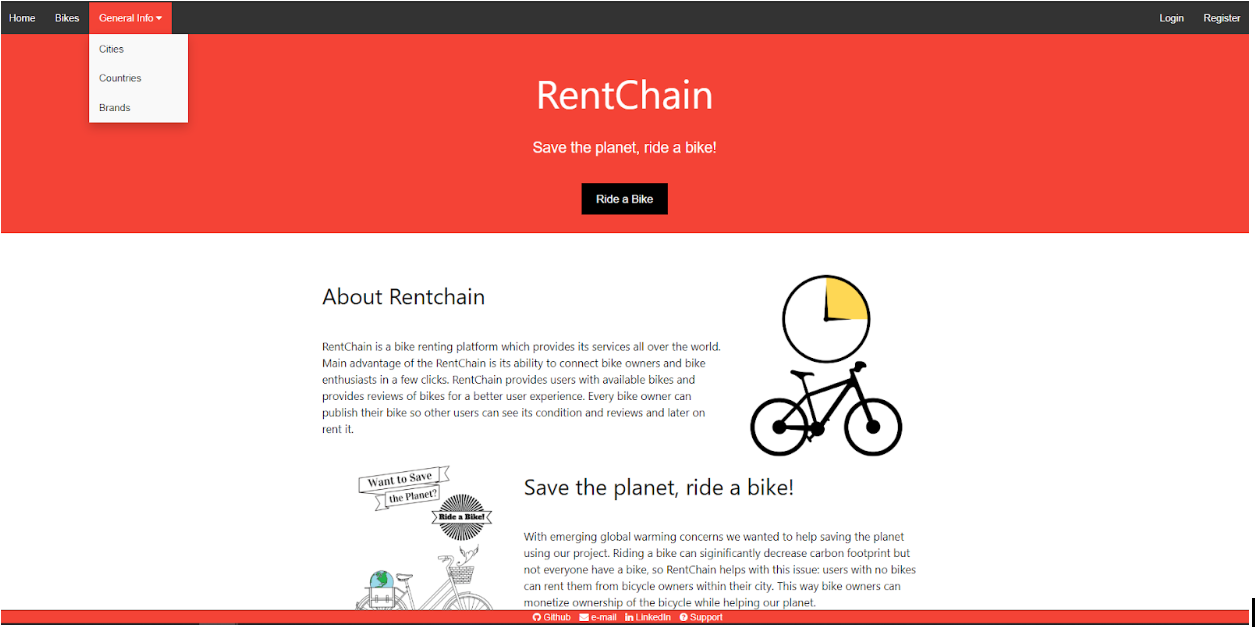 Home Bikes General Info Login Register
Cities
Countries
Brands
RentChain
Save the planet, ride a bike!
Ride a Bike
About Rentchain
RentChain is a bike renting platform which provides its services all over the world.
Main advantage of the RentChain is its ability to connect bike owners and bike
enthusiasts in a few clicks. RentChain provides users with available bikes and
provides reviews of bikes for a better user experience. Every bike owner can
publish their bike so other users can see its condition and reviews and later on
rent it.
Want to Save
the Planet?
Ride a Bike!
Save the planet, ride a bike!
With emerging global warming concerns we wanted to help saving the planet
using our project. Riding a bike can siginificantly decrease carbon footprint but
not everyone have a bike, so RentChain helps with this issue: users with no bikes
can rent them from bicycle owners within their city. This way bike owners can
monetize ownership of the bicycle while helping our planet.
Github e-mail LinkedIn Support